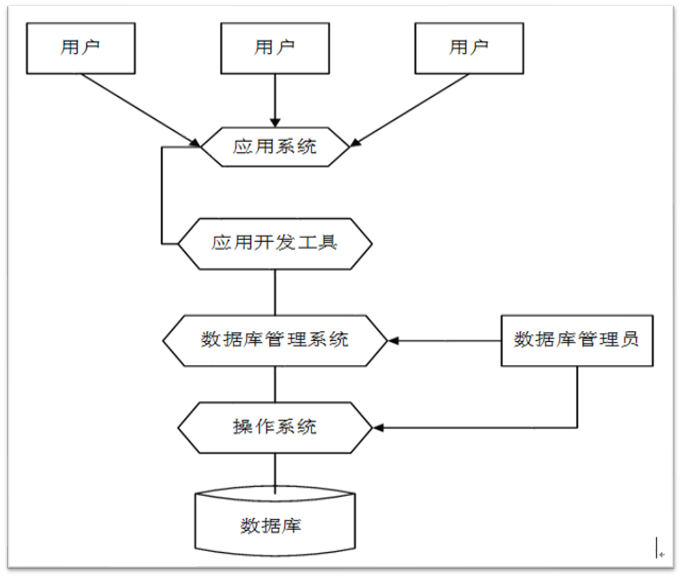 用户
用户
用户
应用系统
应用开发工具
数据库管理系统
数据库管理员
操作系统
数据库